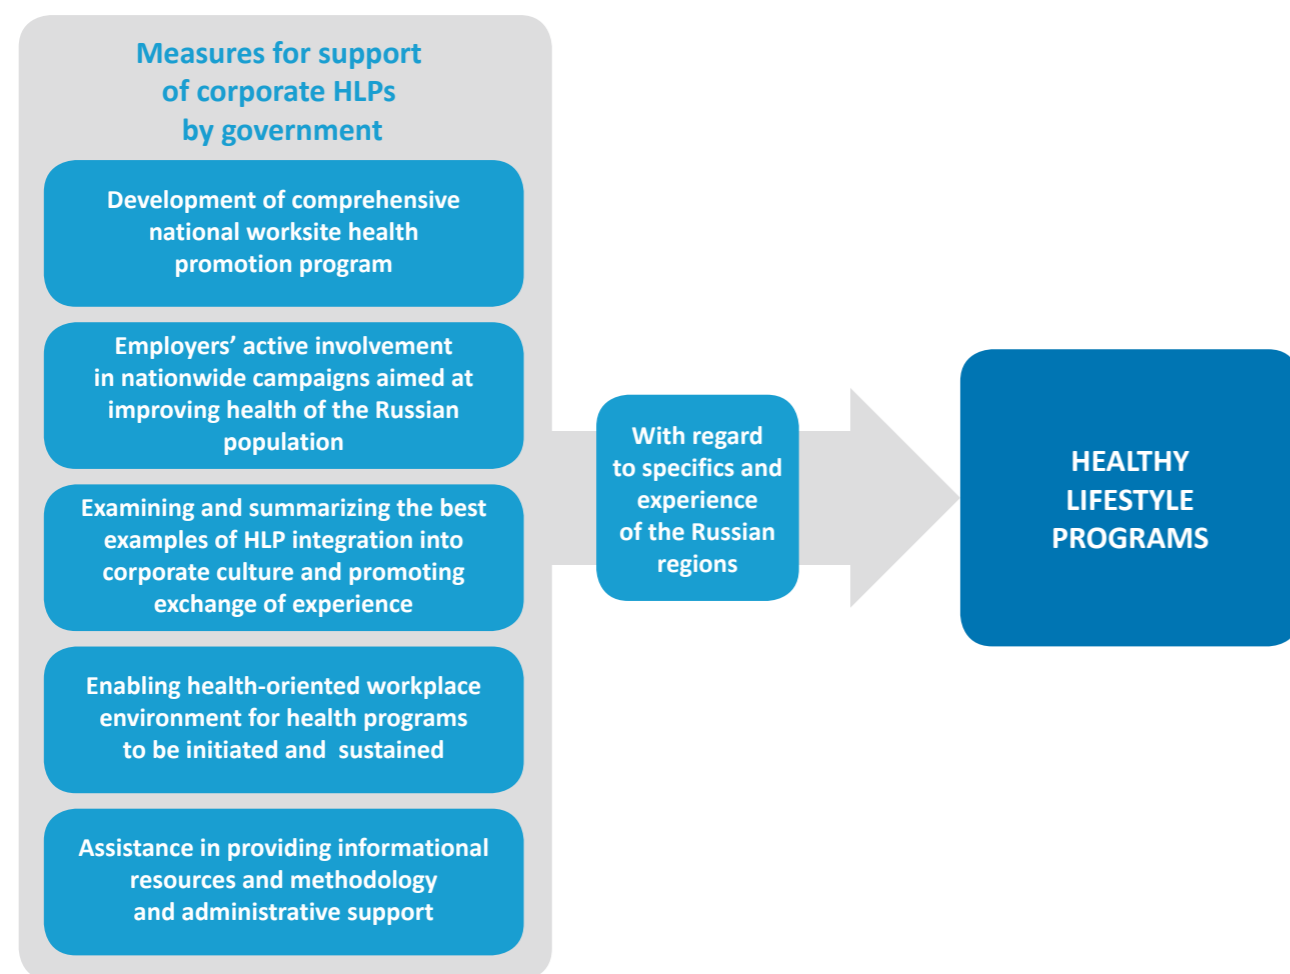 Measures for support
of corporate HLPs
by government
Development of comprehensive
national worksite health
promotion program
Employers’ active involvement
in nationwide campaigns aimed at
improving health of the Russian
population
Examining and summarizing the best
examples of HLP integration into
corporate culture and promoting
exchange of experience
Enabling health-oriented workplace
environment for health programs
to be initiated and sustained
Assistance in providing informational
resources and methodology
and administrative support
With regard
to specifics and
experience
of the Russian
regions
HEALTHY
LIFESTYLE
PROGRAMS